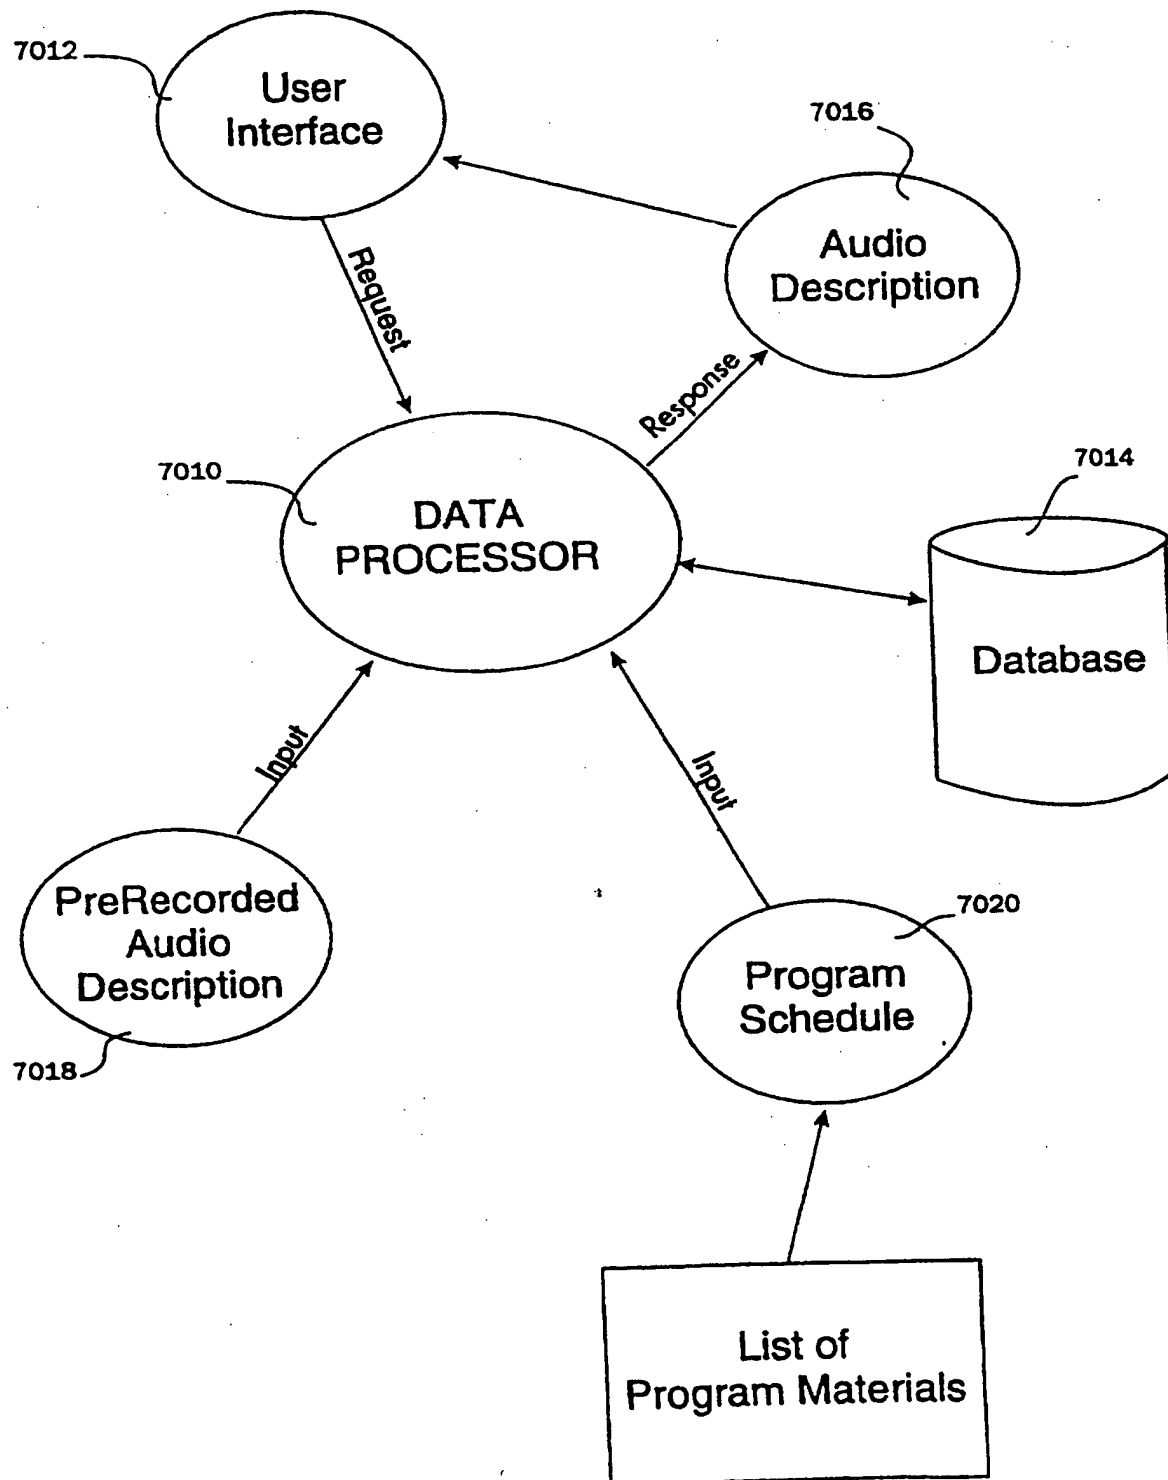 7012
User
Interface
7016
Audio
Description
Request
Response
7010
DATA
PROCESSOR
7014
Database
Input
Input
PreRecorded
Audio
Description
7018
7020
Program
Schedule
List of
Program Materials